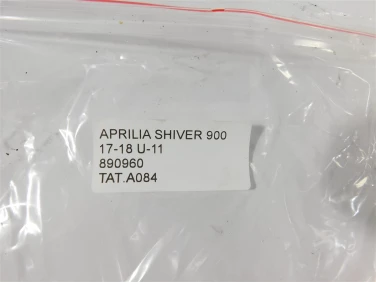 APRILIA SHIVER 900
17-18 U-11
890960
TAT.A084